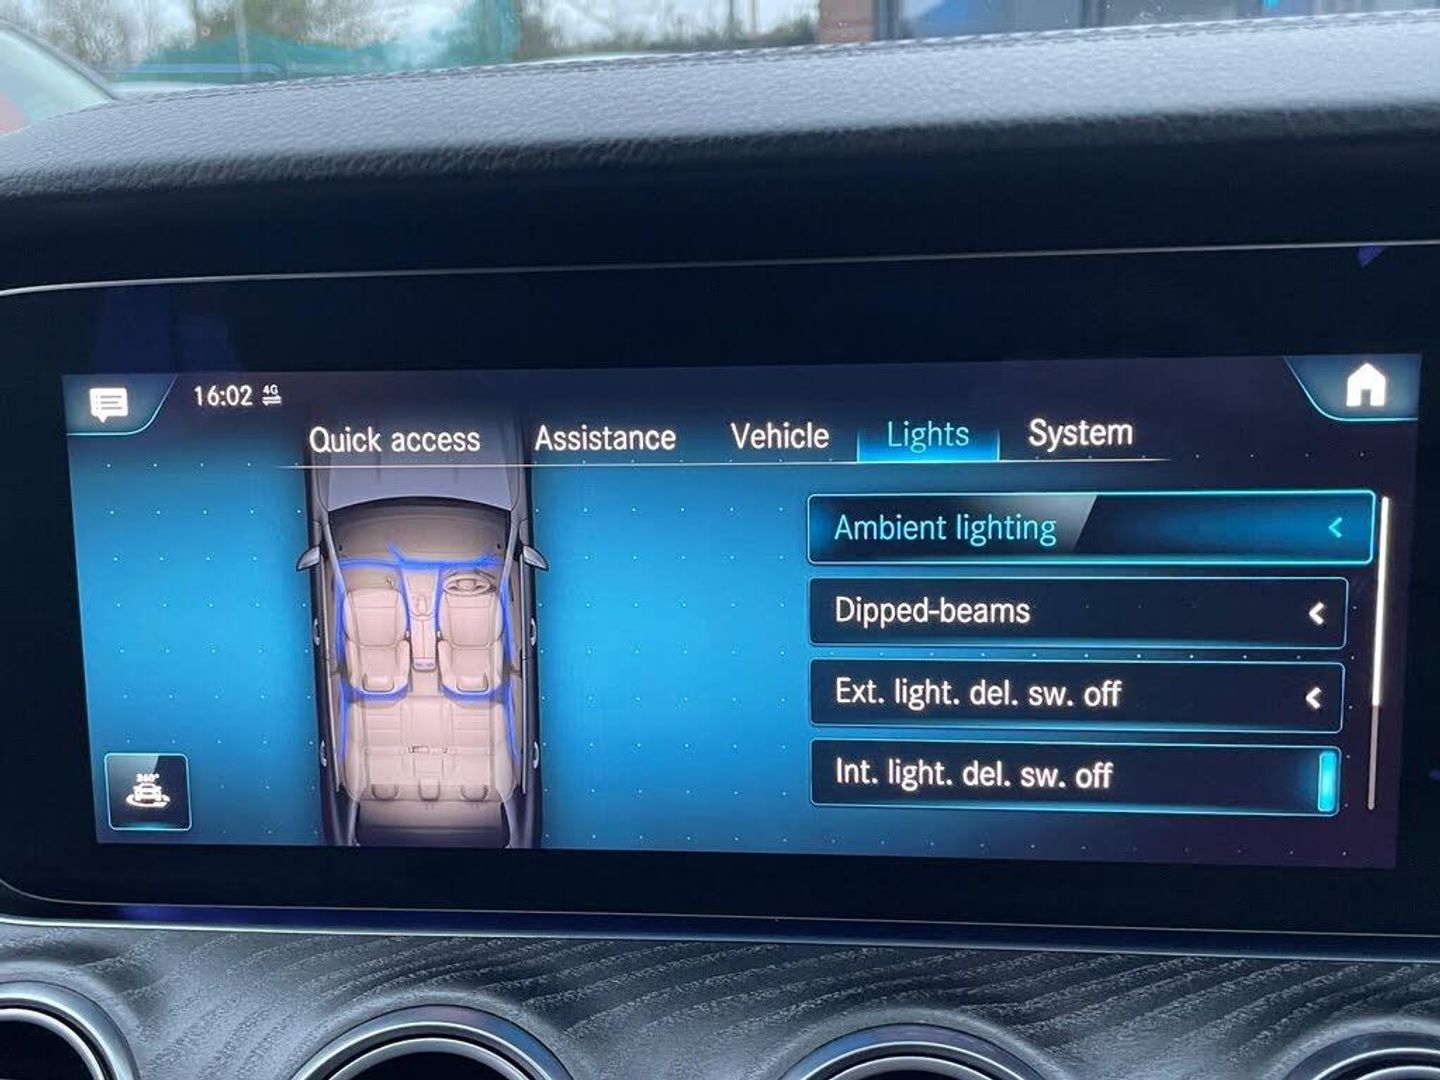 16:02 4G
Quick access Assistance Vehicle Lights System
Ambient lighting
Dipped-beams
Ext. light. del. sw. off
Int. light. del. sw. off
360°